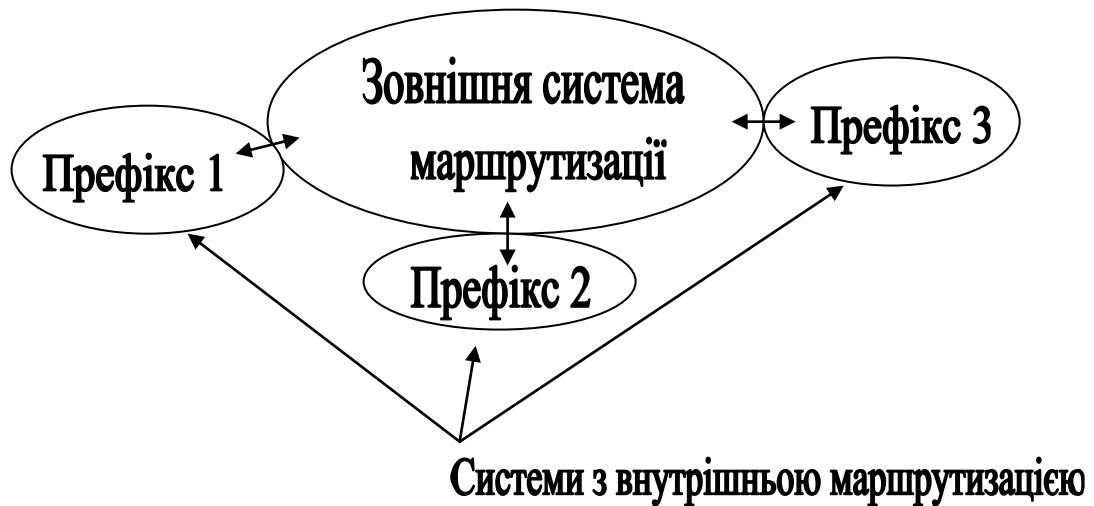 Зовнішня система
маршрутизації
Префікс 1
Префікс 3
Префікс 2
Системи з внутрішньою маршрутизацією